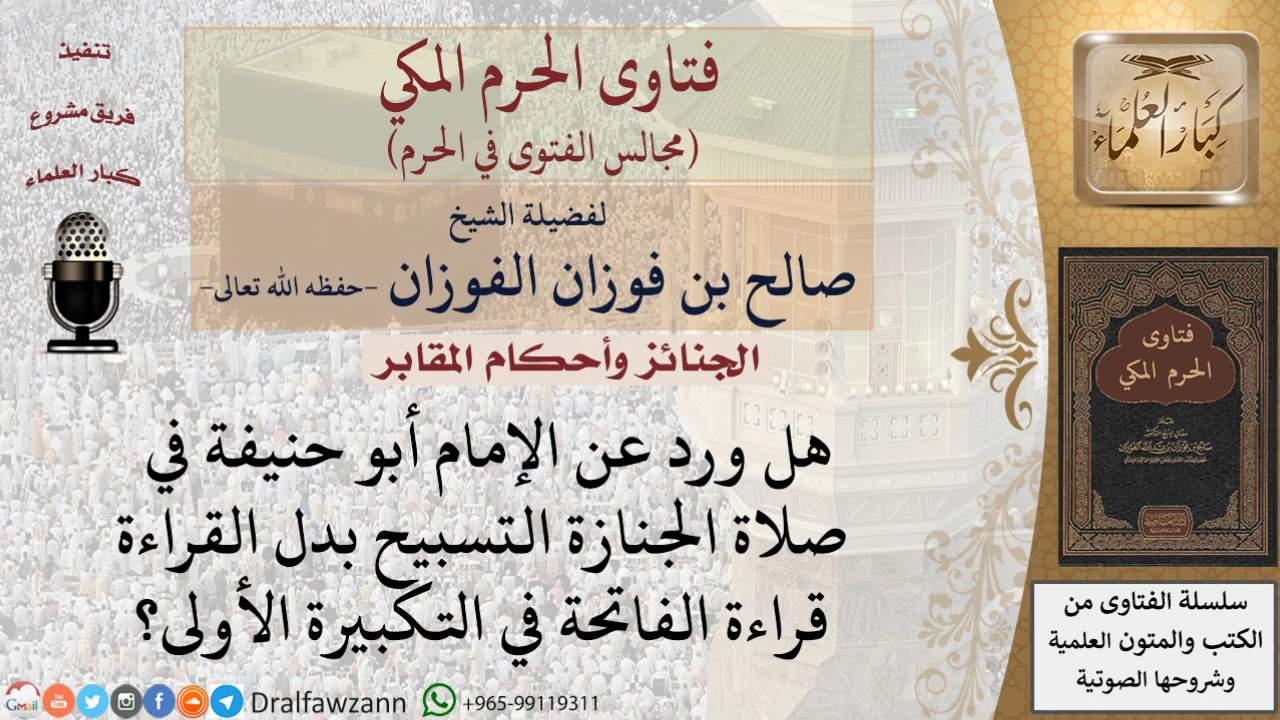 فتاوى الحرم المكي
(مجالس الفتوى في الحرم)
لفضيلة الشيخ
صالح بن فوزان الفوزان -حفظه الله تعالى-
الجنائز وأحكام المقابر
هل ورد عن الإمام أبو حنيفة في
صلاة الجنازة التسبيح بدل القراءة
قراءة الفاتحة في التكبيرة الأولى؟
تنفيذ
فريق مشروع
كبار العلماء
كبار العلماء
فتاوى
الحرم المكي
سلسلة الفتاوى من
الكتب والمتون العلمية
وشروحها الصوتية
Gmail
You
Tube
Dralfawzann
+965-99119311